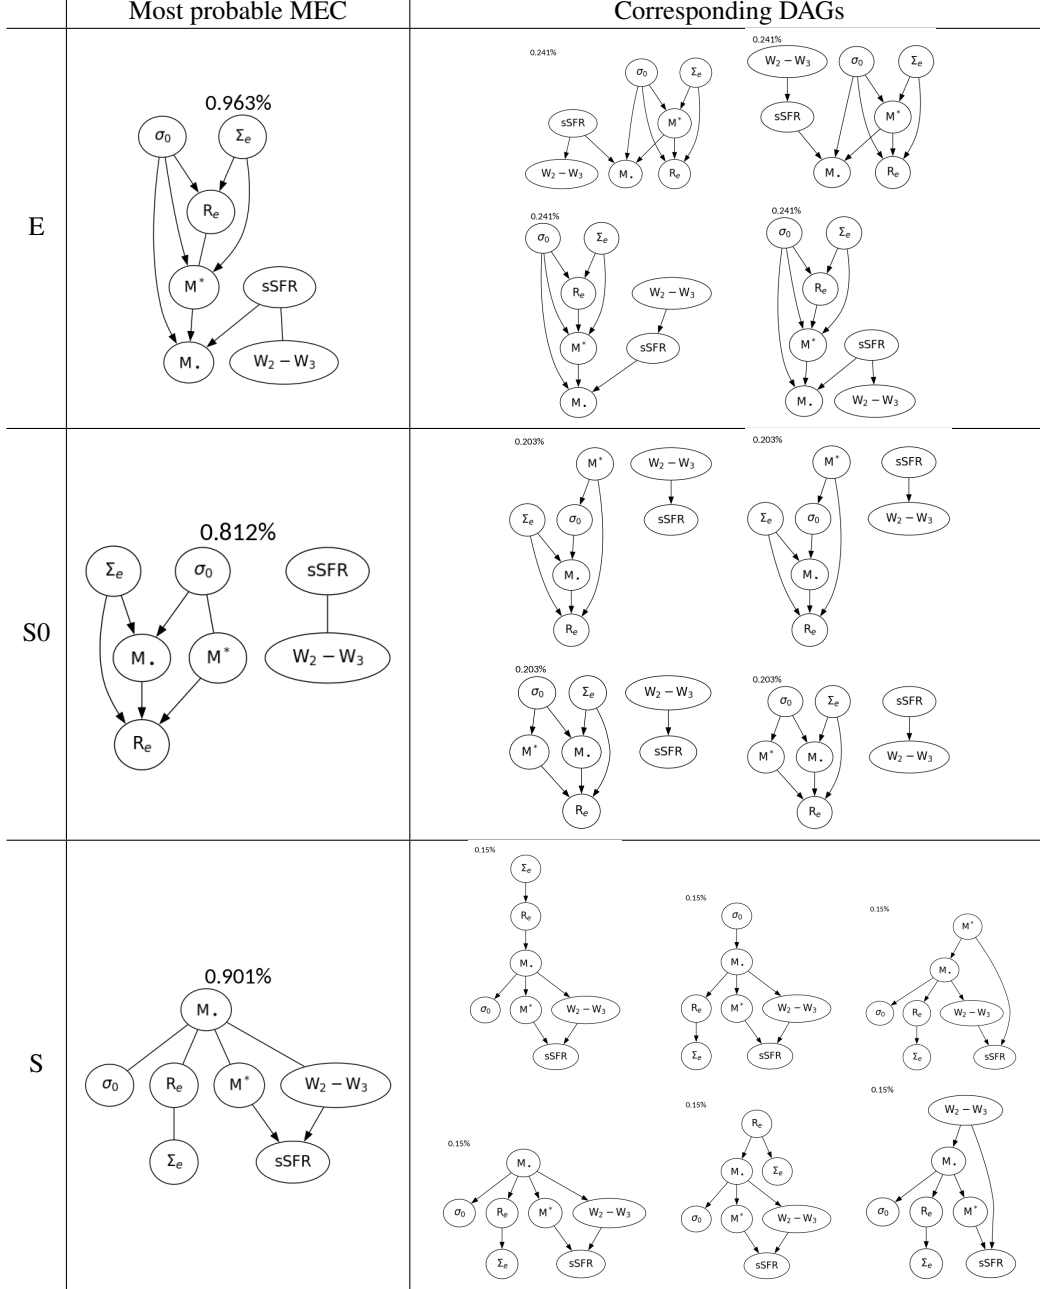 Most probable MEC
Corresponding DAGs
E
0.963%
σ₀
Σₑ
Rₑ
M*
sSFR
M•
W₂ − W₃
0.241%
σ₀
Σₑ
sSFR
M*
W₂ − W₃
M•
Rₑ
0.241%
W₂ − W₃
σ₀
Σₑ
sSFR
M*
M•
Rₑ
0.241%
σ₀
Σₑ
Rₑ
W₂ − W₃
M*
sSFR
M•
0.241%
σ₀
Σₑ
Rₑ
M*
sSFR
M•
W₂ − W₃
S0
0.812%
Σₑ
σ₀
sSFR
M•
M*
W₂ − W₃
Rₑ
0.203%
M*
W₂ − W₃
Σₑ
σ₀
sSFR
M•
Rₑ
0.203%
M*
sSFR
Σₑ
σ₀
W₂ − W₃
M•
Rₑ
0.203%
σ₀
Σₑ
W₂ − W₃
M*
M•
sSFR
Rₑ
0.203%
σ₀
Σₑ
sSFR
M*
M•
W₂ − W₃
Rₑ
S
0.901%
M•
σ₀
Rₑ
M*
W₂ − W₃
Σₑ
sSFR
0.15%
Σₑ
Rₑ
M•
σ₀
M*
W₂ − W₃
sSFR
0.15%
σ₀
M•
Rₑ
M*
W₂ − W₃
Σₑ
sSFR
0.15%
M*
M•
σ₀
Rₑ
W₂ − W₃
Σₑ
sSFR
0.15%
M•
σ₀
Rₑ
M*
W₂ − W₃
Σₑ
sSFR
0.15%
Rₑ
M•
Σₑ
σ₀
M*
W₂ − W₃
sSFR
0.15%
W₂ − W₃
M•
σ₀
Rₑ
M*
Σₑ
sSFR